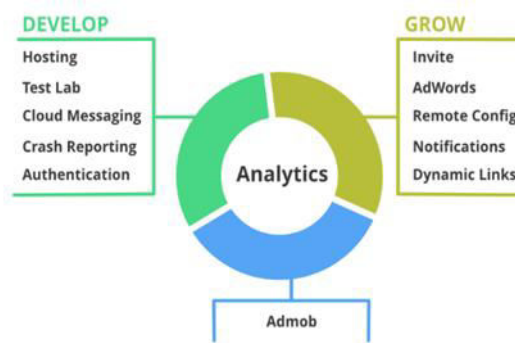 DEVELOP
Hosting
Test Lab
Cloud Messaging
Crash Reporting
Authentication
GROW
Invite
AdWords
Remote Config
Notifications
Dynamic Links
Analytics
Admob